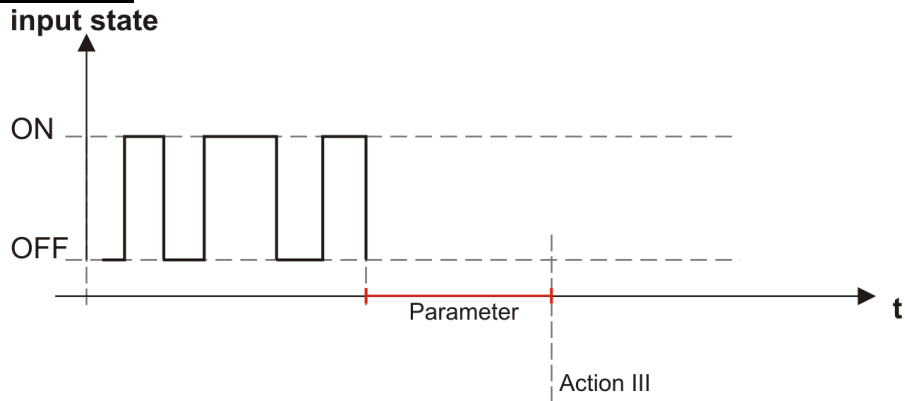 input state
ON
OFF
Parameter
t
Action III